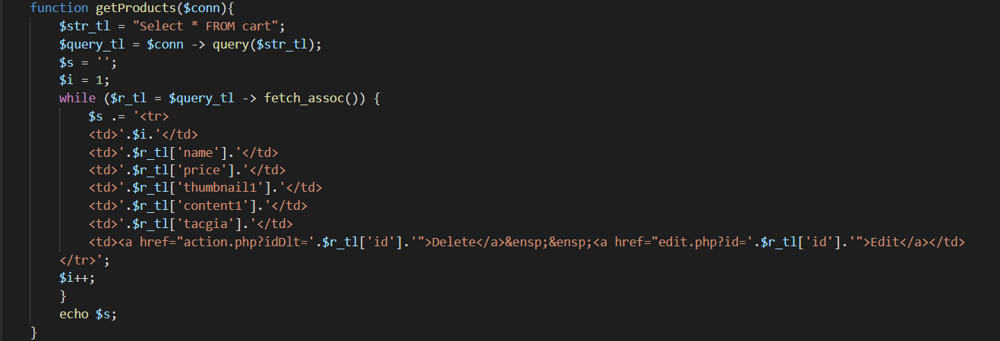 function getProducts($conn){
$str_tl = "Select * FROM cart";
$query_tl = $conn -> query($str_tl);
$s = '';
$i = 1;
while ($r_tl = $query_tl -> fetch_assoc()) {
$s .= '<tr>
<td>'.$i.'</td>
<td>'.$r_tl['name'].'</td>
<td>'.$r_tl['price'].'</td>
<td>'.$r_tl['thumbnail1'].'</td>
<td>'.$r_tl['content1'].'</td>
<td>'.$r_tl['tacgia'].'</td>
<td><a href="action.php?idDlt='.$r_tl['id'].'">Delete</a>&ensp;&ensp;<a href="edit.php?id='.$r_tl['id'].'">Edit</a></td>
</tr>';
$i++;
}
echo $s;
}